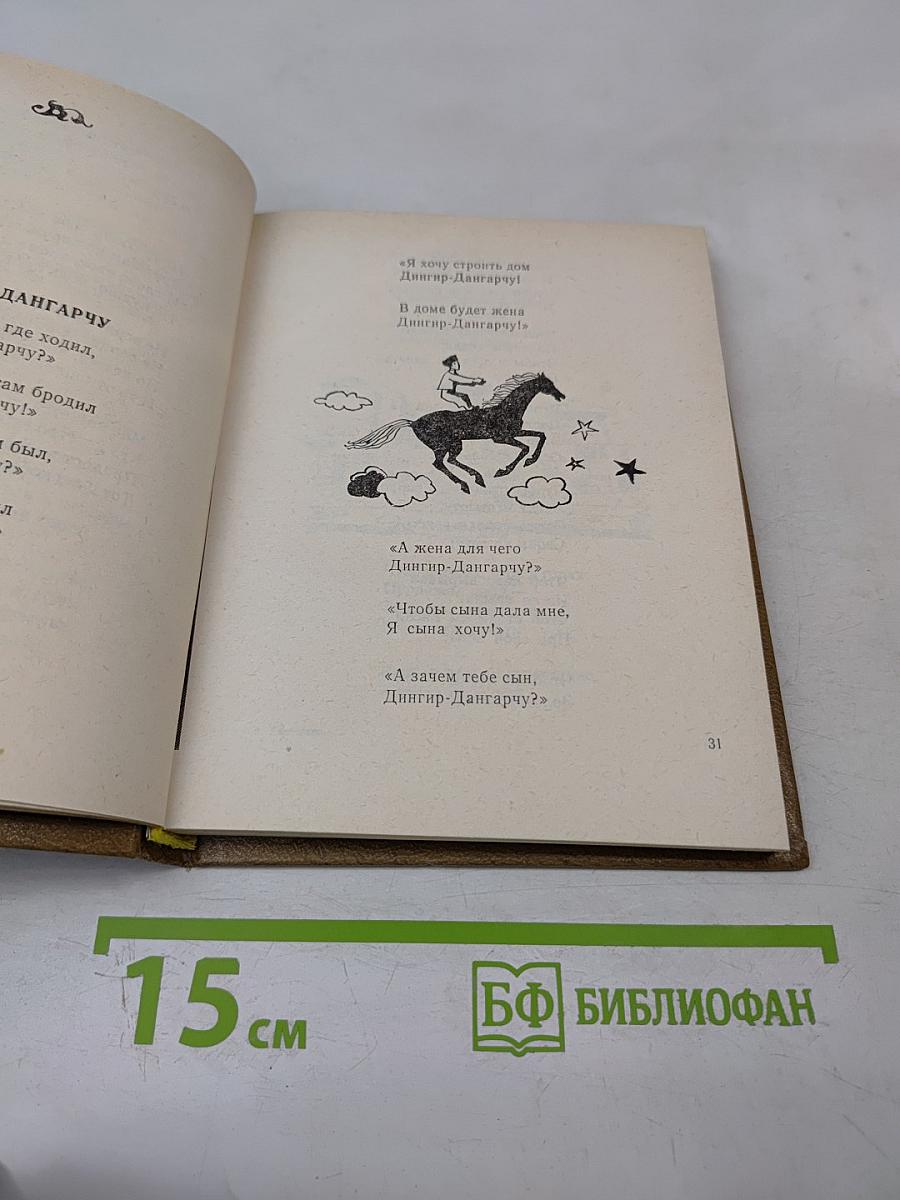 ДАНГАРЧУ
где ходил,
арчу?»
сам бродил
чу!»
был,
у?»
«Я хочу строить дом
Дингир-Дангарчу!
В доме будет жена
Дингир-Дангарчу!»
«А жена для чего
Дингир-Дангарчу?»
«Чтобы сына дала мне,
Я сына хочу!»
«А зачем тебе сын,
Дингир-Дангарчу?»
31
15 см
БФ БИБЛИОФАН